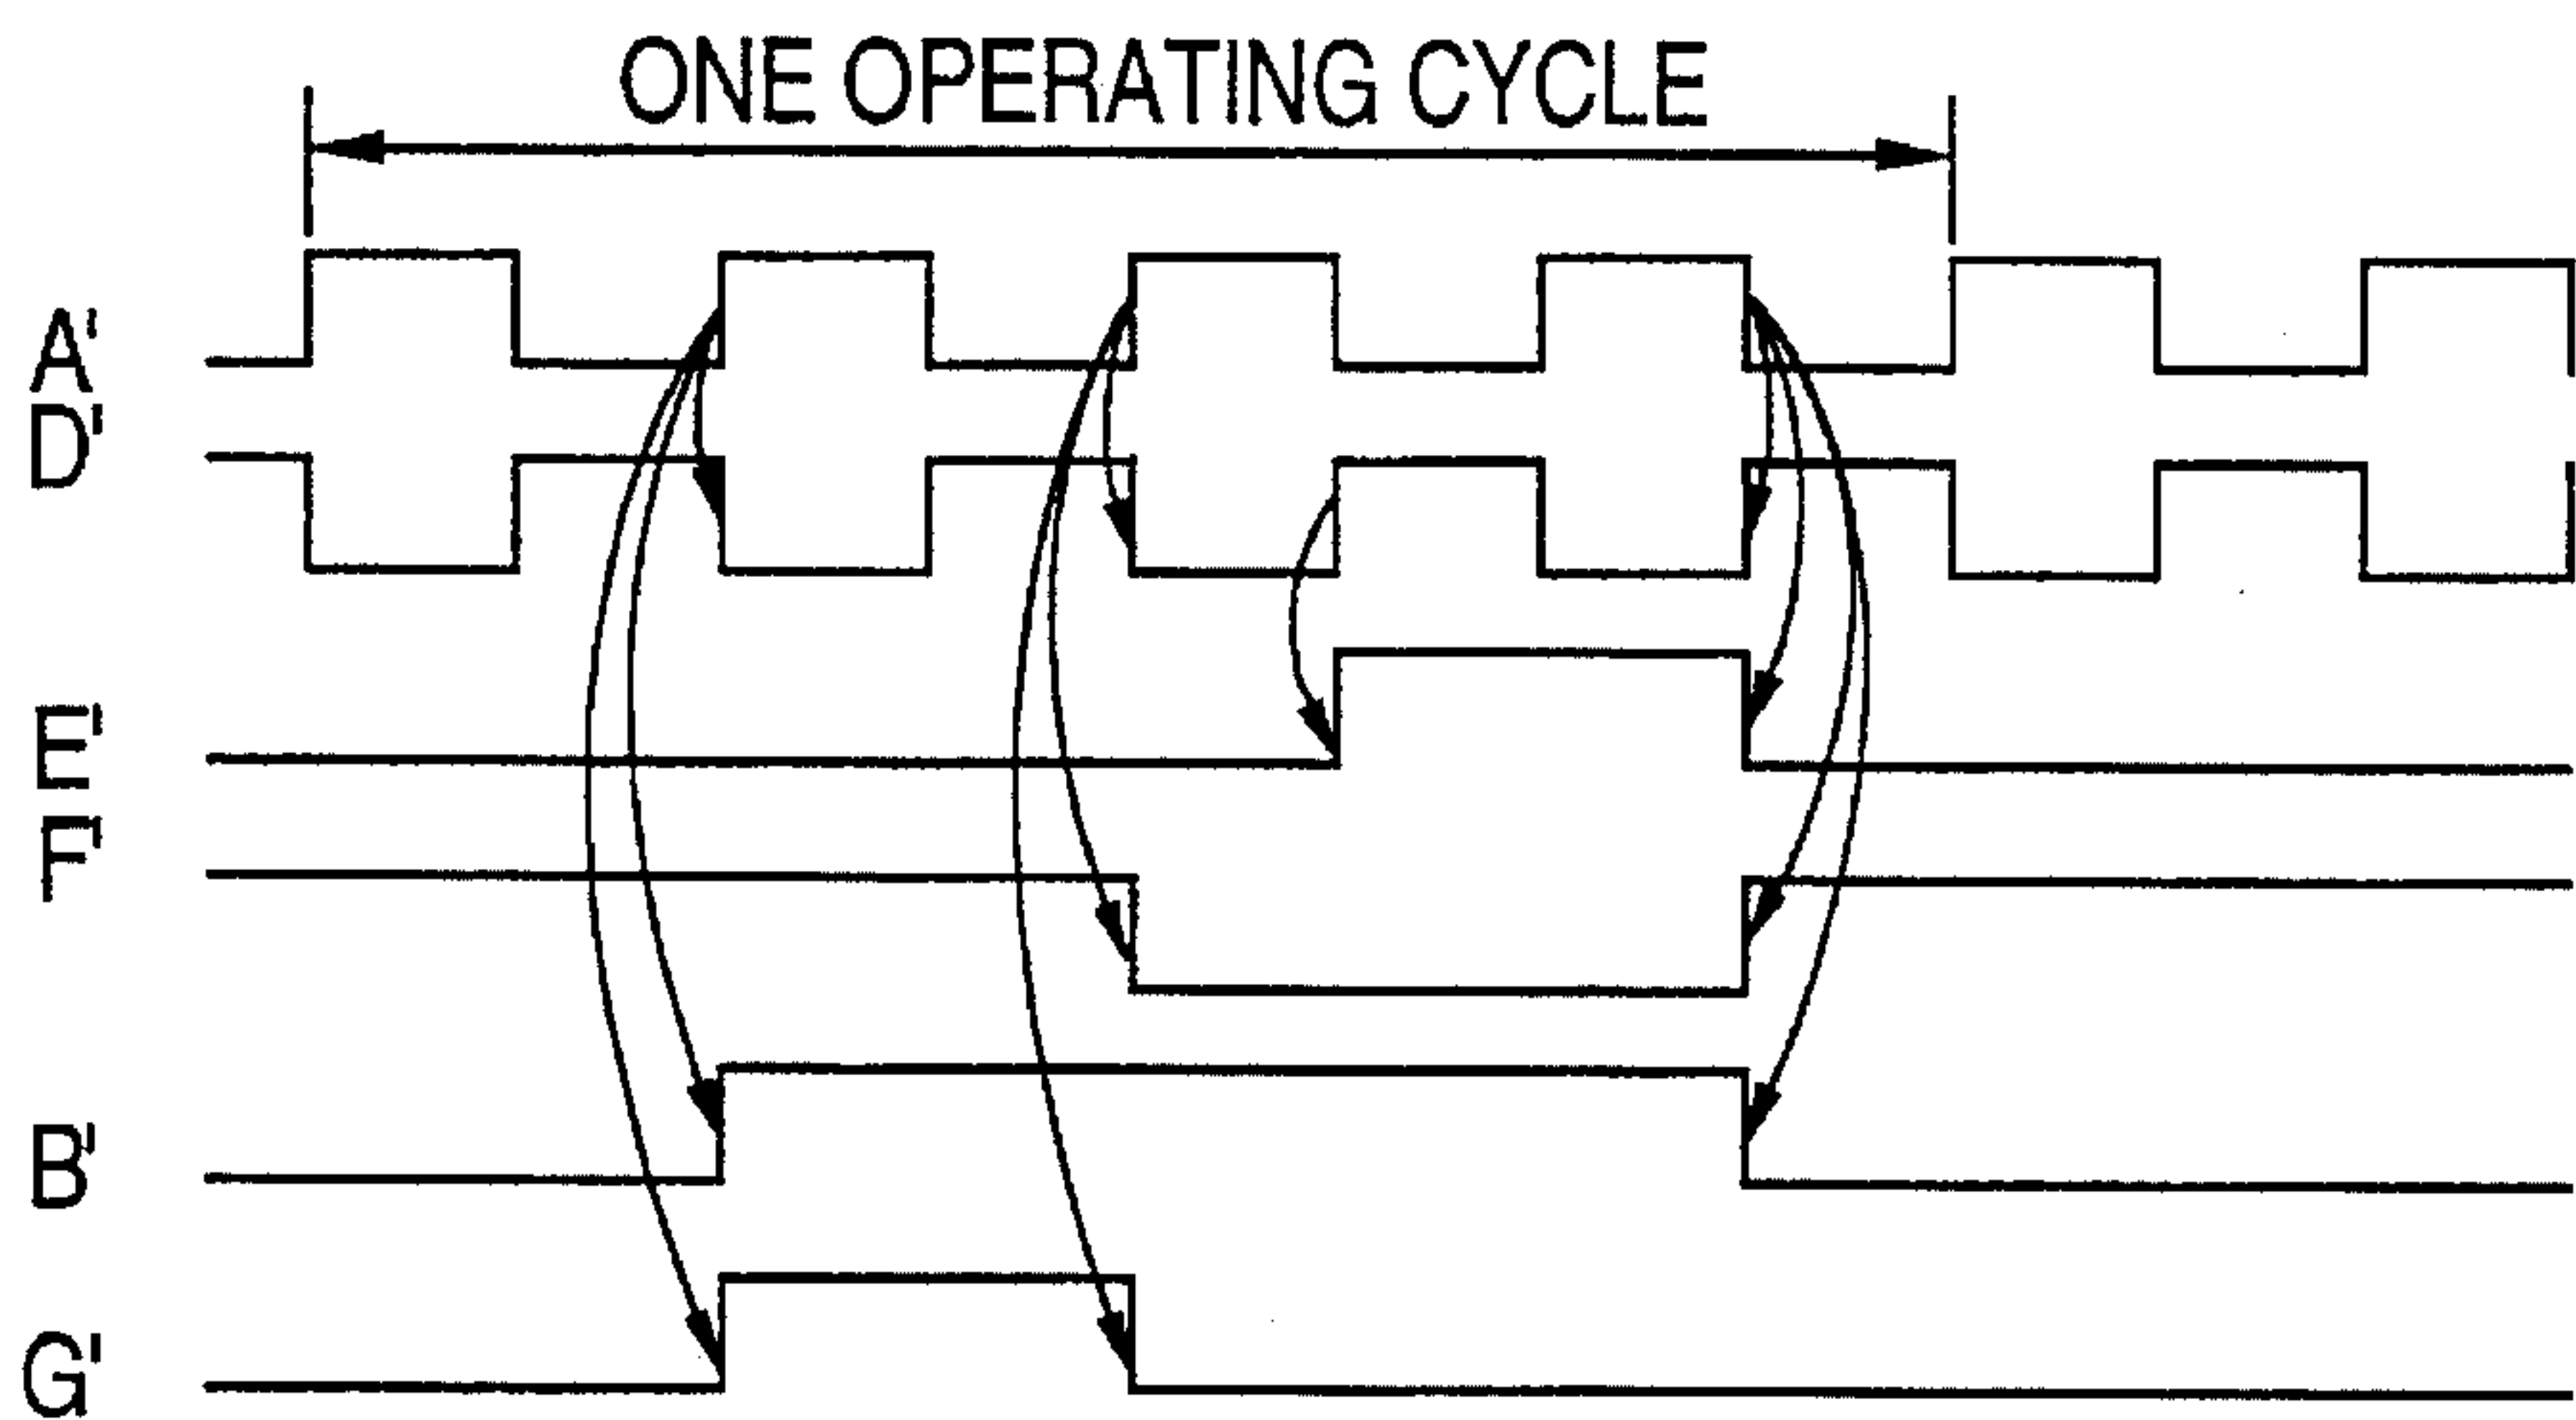 ONE OPERATING CYCLE
A'
D'
E'
F'
B'
G'